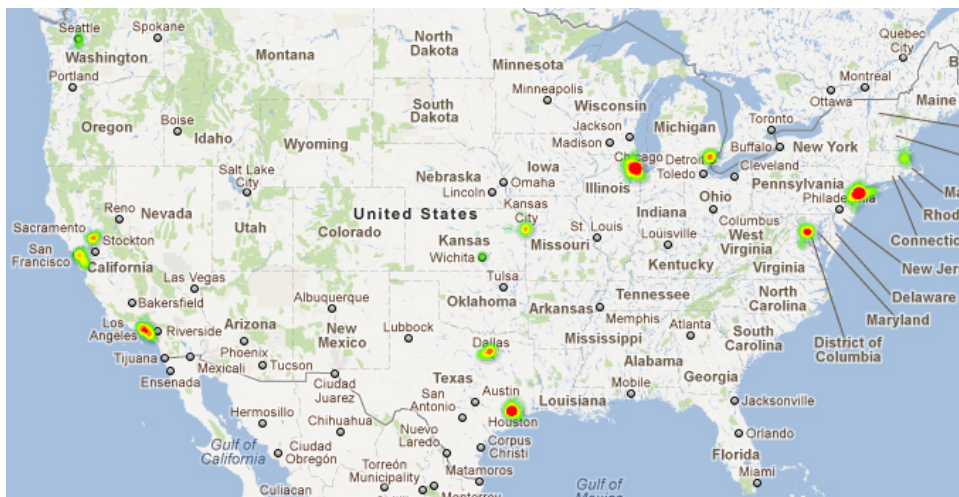 Seattle
Spokane
Washington
Montana
North
Dakota
Minnesota
Quebec
City
Montreal
Ottawa
Maine
Portland
Oregon
Boise
Idaho
Wyoming
South
Dakota
Minneapolis
Wisconsin
Jackson
Madison
Michigan
Toronto
Buffalo
New York
Salt Lake
City
Nebraska
Lincoln
Omaha
Iowa
Chicago
Illinois
Detroit
Toledo
Cleveland
Ohio
Pennsylvania
Philadelphia
Ma
Rhod
Connectic
Reno
Nevada
Sacramento
Stockton
San
Francisco
California
Utah
Colorado
United States
Kansas
City
Kansas
Wichita
Missouri
St. Louis
Indiana
Louisville
Kentucky
Columbus
West
Virginia
Virginia
New Jers
Delaware
Maryland
District of
Columbia
Las Vegas
Bakersfield
Los
Angeles
Riverside
Arizona
Phoenix
Tucson
Tijuana
Mexicali
Ensenada
Albuquerque
New
Mexico
Lubbock
Tulsa
Oklahoma
Arkansas
Tennessee
Memphis
North
Carolina
South
Carolina
Atlanta
Georgia
Alabama
Mississippi
Dallas
Texas
Austin
San
Antonio
Houston
Louisiana
Mobile
Jacksonville
Orlando
Florida
Miami
Ciudad
Juarez
Hermosillo
Chihuahua
Gulf of
California
Ciudad
Obregón
Nuevo
Laredo
Corpus
Christi
Torreón
Municipality
Matamoros
Monterrey
Culiacan
Gulf of